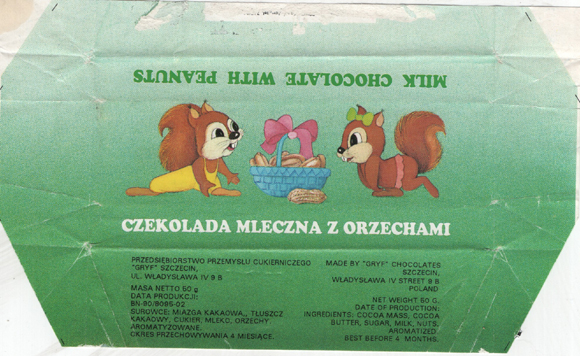 MILK CHOCOLATE WITH PEANUTS
CZEKOLADA MLECZNA Z ORZECHAMI
PRZEDSIĘBIORSTWO PRZEMYSŁU CUKIERNICZEGO
"GRYF" SZCZECIN,
UL. WŁADYSŁAWA IV 9 B
MASA NETTO 50 g
DATA PRODUKCJI:
BN-80/8095-02
SUROWCE: MIAZGA KAKAOWA, TŁUSZCZ
KAKAOWY, CUKIER, MLEKO, ORZECHY
AROMATYZOWANE.
OKRES PRZECHOWYWANIA 4 MIESIĄCE.
MADE BY "GRYF" CHOCOLATES
SZCZECIN,
WŁADYSŁAWA IV STREET 9 B
POLAND
NET WEIGHT 50 G.
DATE OF PRODUCTION:
INGREDIENTS: COCOA MASS, COCOA
BUTTER, SUGAR, MILK, NUTS,
AROMATIZED
BEST BEFORE 4 MONTHS.